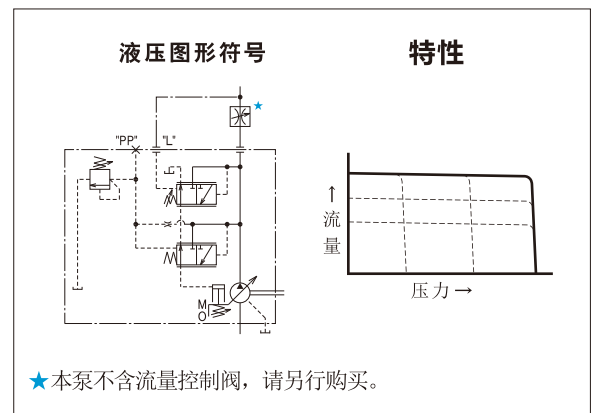 液压图形符号
特性
★
"PP" "L"
M
O
↑
流
量
压力→
★本泵不含流量控制阀，请另行购买。